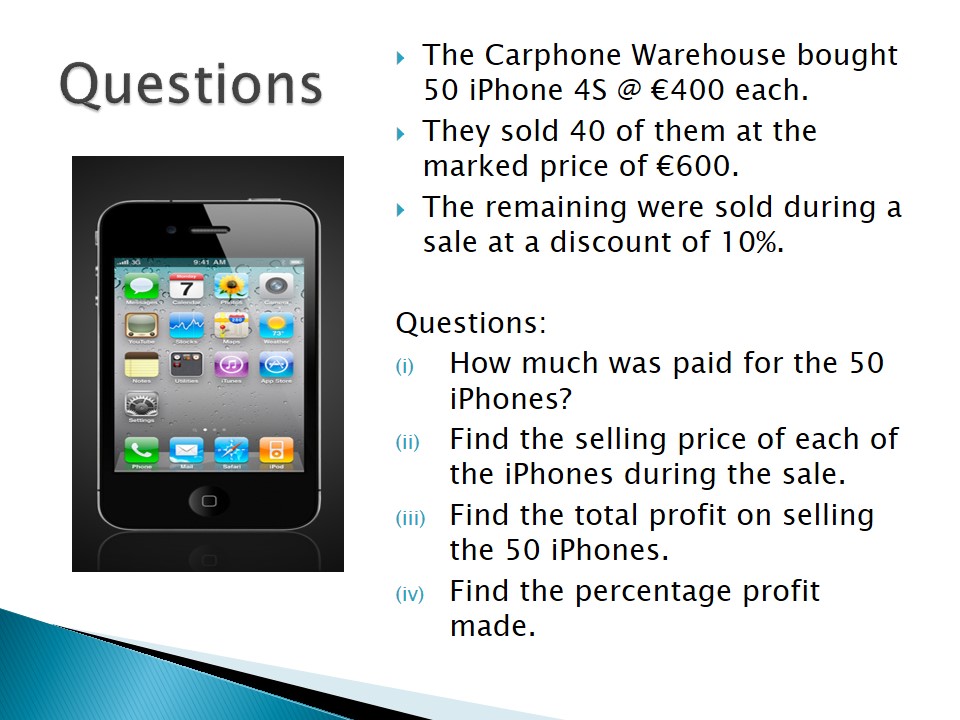 Questions
The Carphone Warehouse bought
50 iPhone 4S @ €400 each.
They sold 40 of them at the
marked price of €600.
The remaining were sold during a
sale at a discount of 10%.
Questions:
(i) How much was paid for the 50
iPhones?
(ii) Find the selling price of each of
the iPhones during the sale.
(iii) Find the total profit on selling
the 50 iPhones.
(iv) Find the percentage profit
made.
3G 9:41 AM
Messages Calendar Photos Camera
YouTube Stocks Maps Weather
Notes Utilities iTunes App Store
Settings
Phone Mail Safari iPod
7
73°